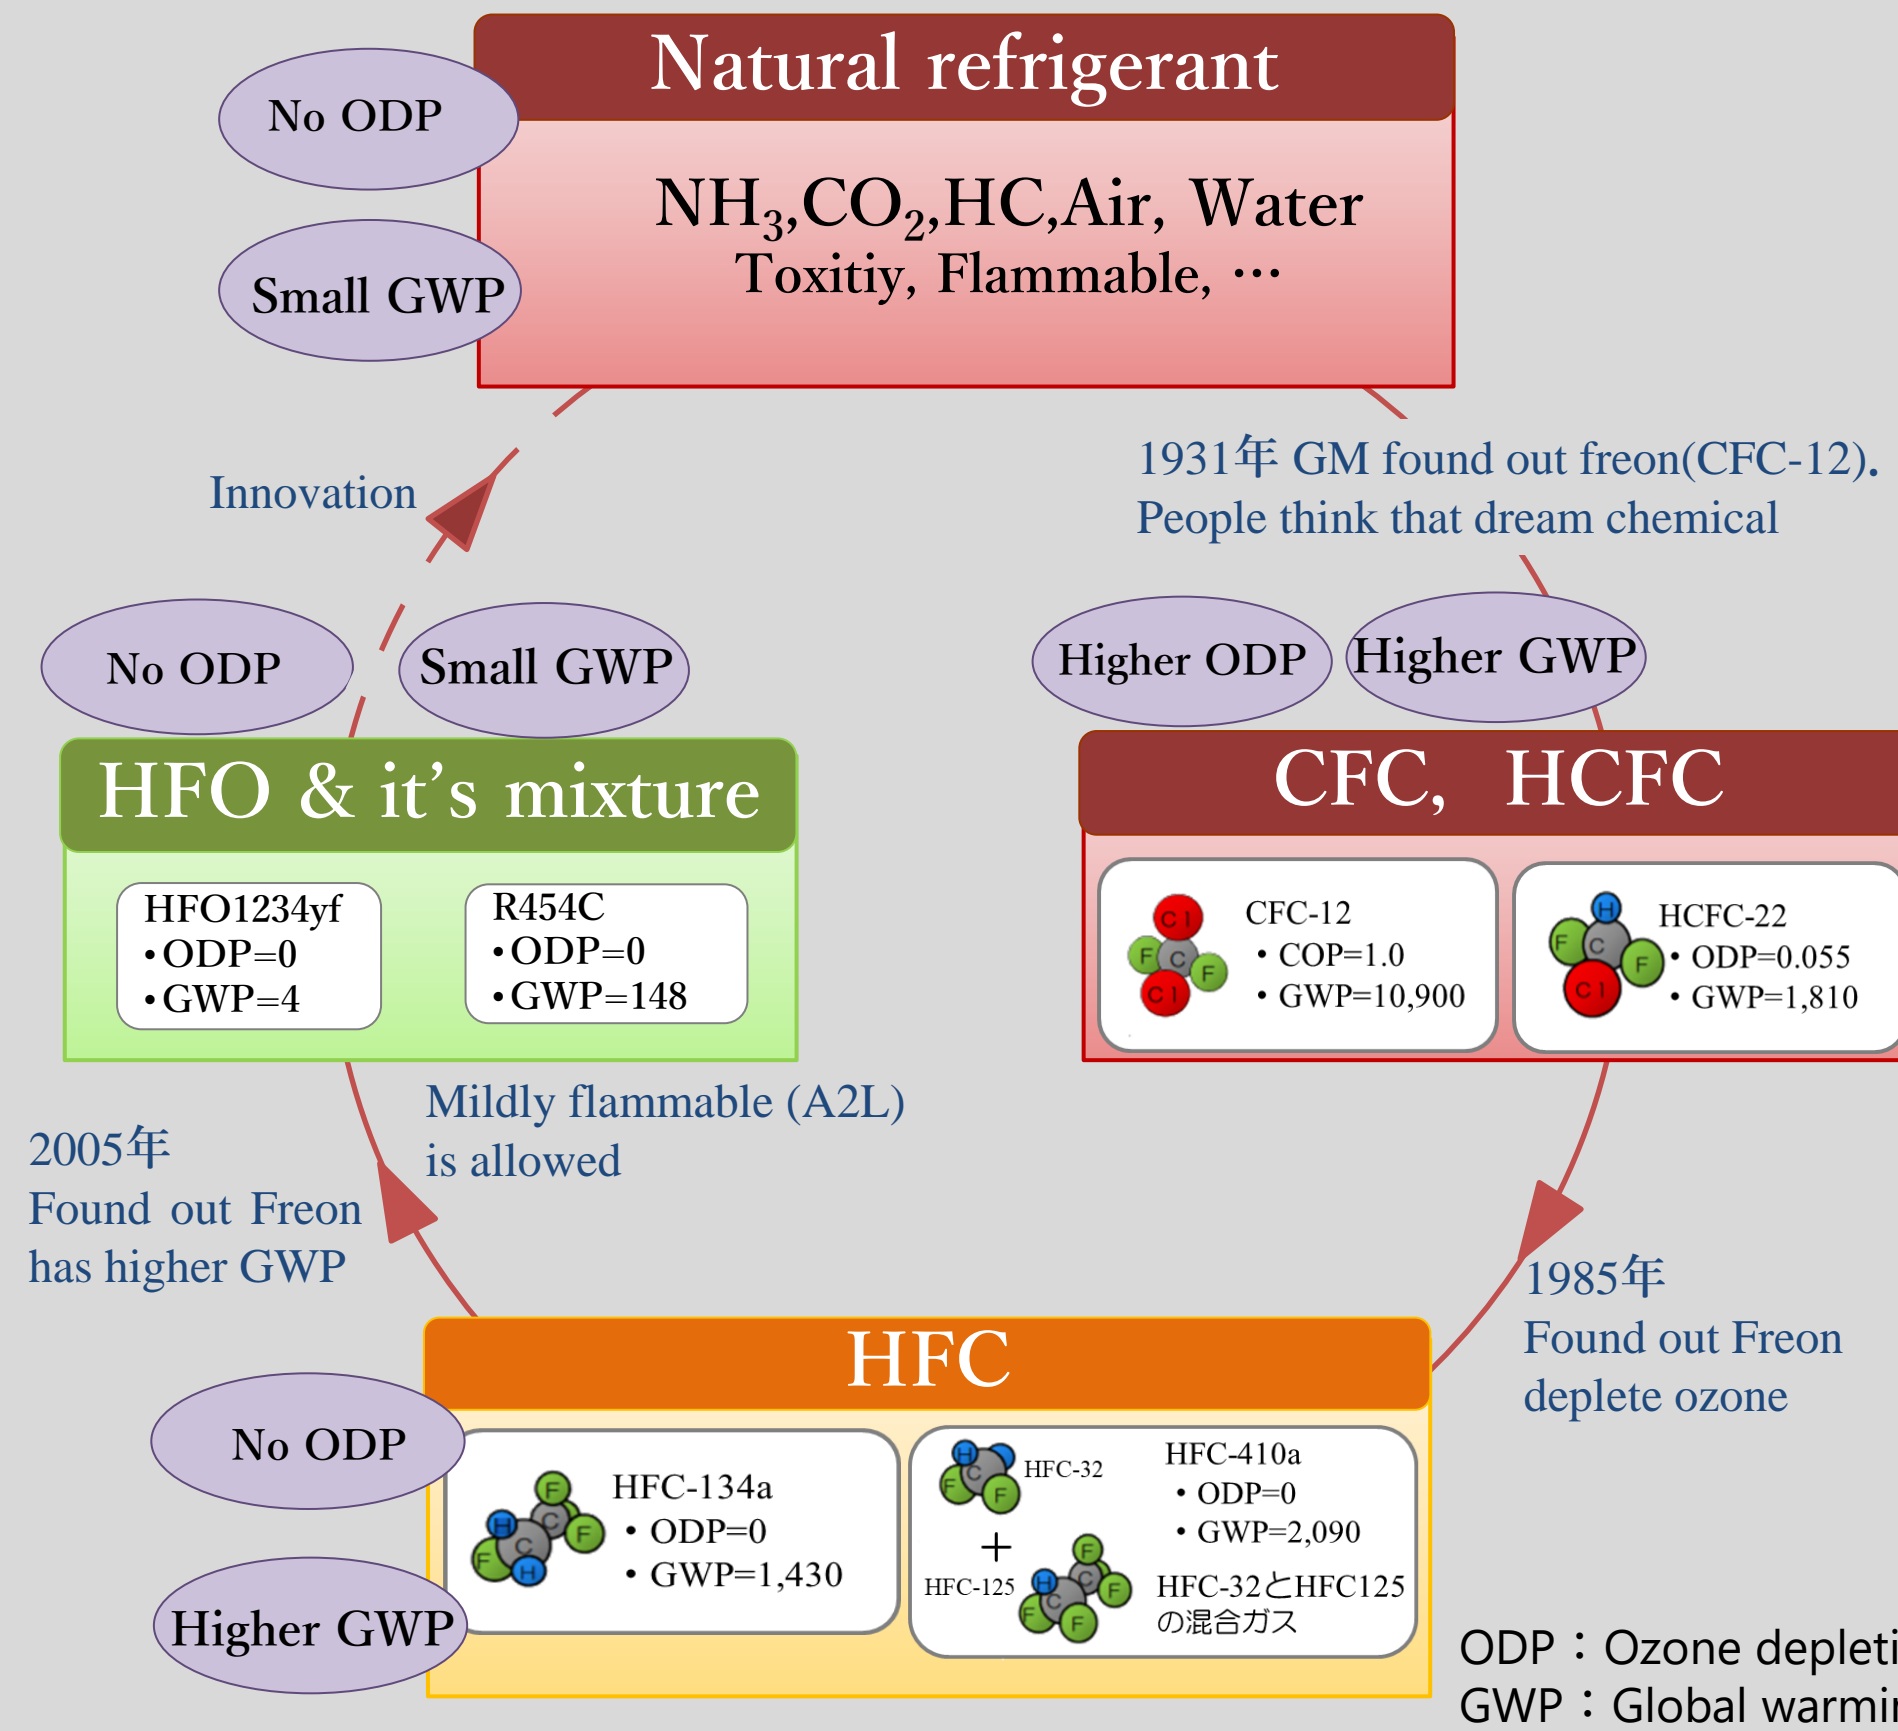 Natural refrigerant
No ODP
NH₃,CO₂,HC,Air, Water
Toxitiy, Flammable, …
Small GWP
Innovation
1931年 GM found out freon(CFC-12).
People think that dream chemical
No ODP
Small GWP
Higher ODP
Higher GWP
HFO & it's mixture
HFO1234yf
•ODP=0
•GWP=4
R454C
•ODP=0
•GWP=148
CFC, HCFC
Cl
F
C
F
Cl
CFC-12
• COP=1.0
• GWP=10,900
H
F
C
F
Cl
HCFC-22
• ODP=0.055
• GWP=1,810
Mildly flammable (A2L)
is allowed
2005年
Found out Freon
has higher GWP
1985年
Found out Freon
deplete ozone
HFC
No ODP
Higher GWP
F
H
C
F
C
F
H
HFC-134a
• ODP=0
• GWP=1,430
H
C
F
F
HFC-32
+
HFC-125
F
H
C
F
C
F
F
HFC-410a
• ODP=0
• GWP=2,090
HFC-32とHFC125
の混合ガス
ODP：Ozone
GWP：Global